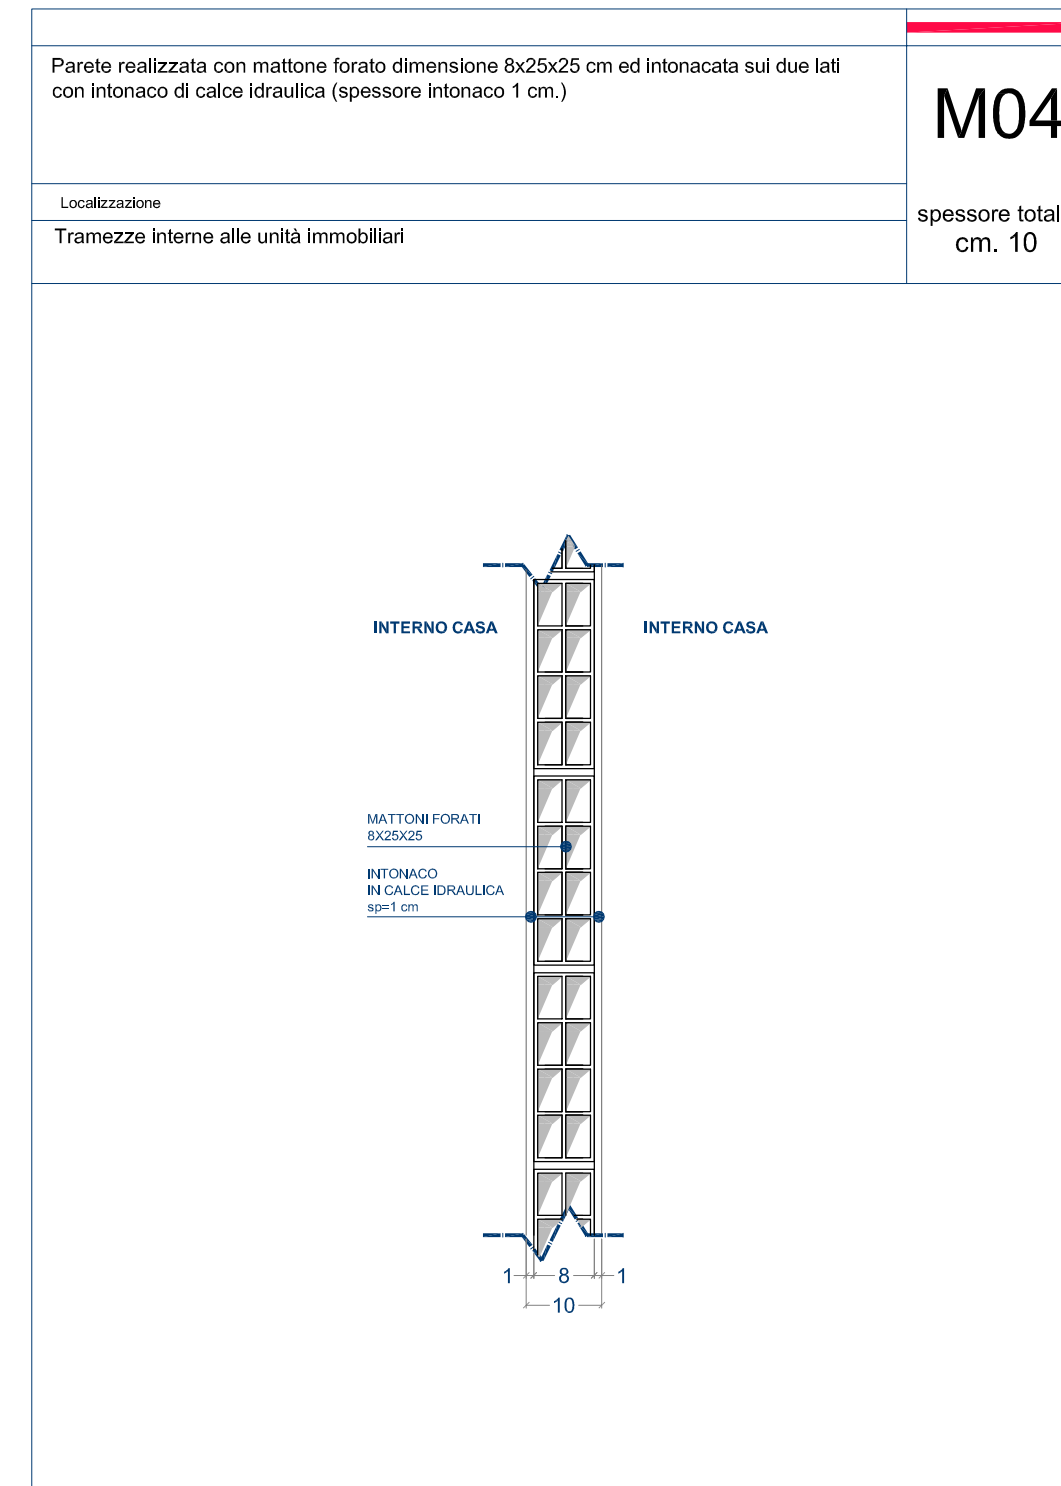 Parete realizzata con mattone forato dimensione 8x25x25 cm ed intonacata sui due lati
con intonaco di calce idraulica (spessore intonaco 1 cm.)
M04
Localizzazione
spessore total
cm. 10
Tramezze interne alle unità immobiliari
INTERNO CASA
INTERNO CASA
MATTONI FORATI
8X25X25
INTONACO
IN CALCE IDRAULICA
sp=1 cm
1 8 1
10